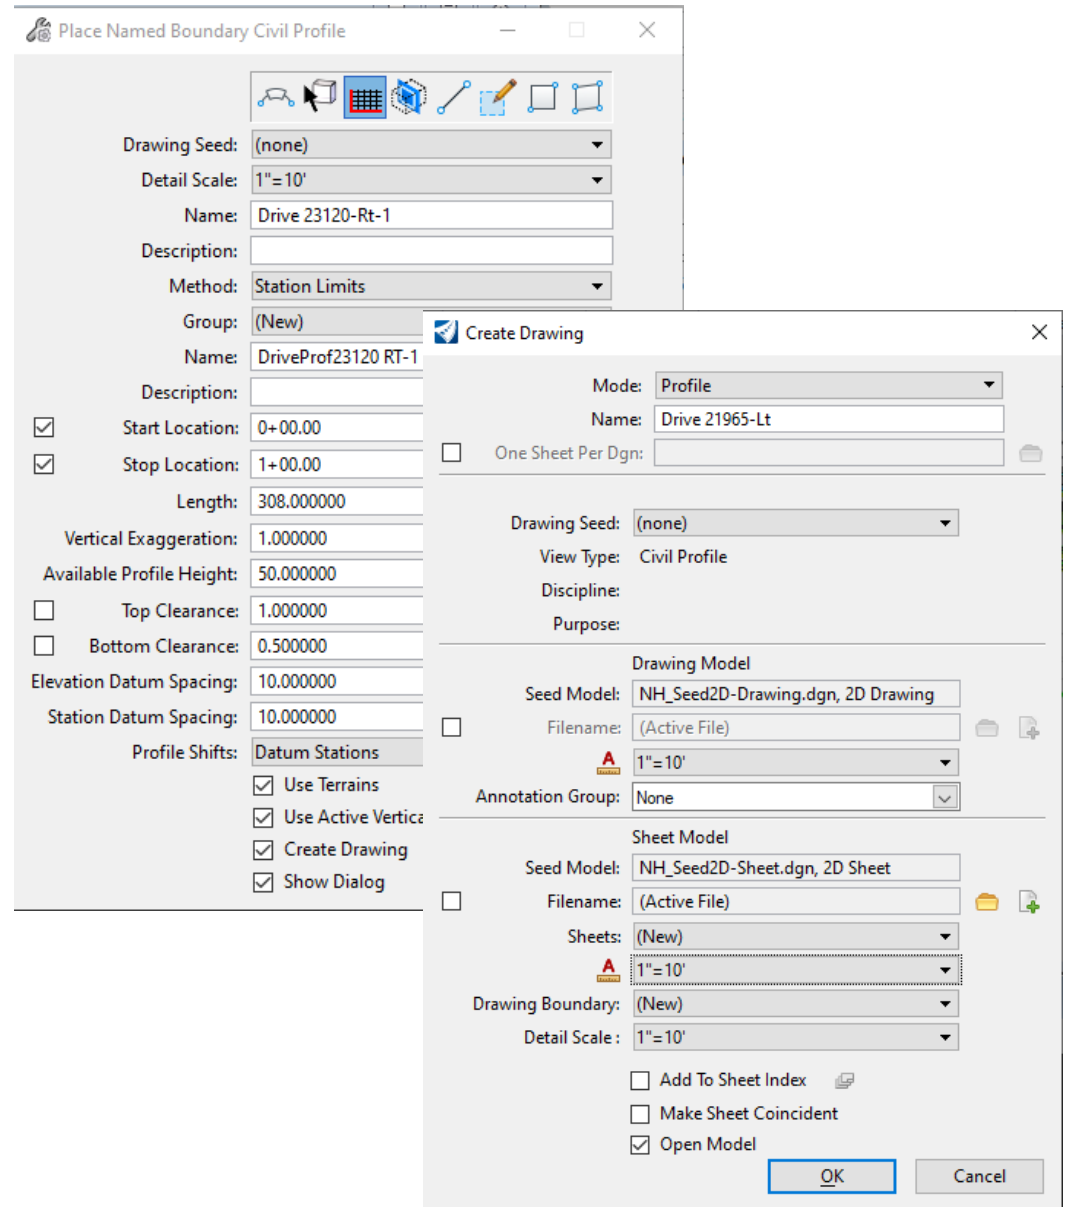 Place Named Boundary Civil Profile
Drawing Seed: (none)
Detail Scale: 1"=10'
Name: Drive 23120-Rt-1
Description:
Method: Station Limits
Group: (New)
Name: DriveProf23120 RT-1
Description:
Start Location: 0+00.00
Stop Location: 1+00.00
Length: 308.000000
Vertical Exaggeration: 1.000000
Available Profile Height: 50.000000
Top Clearance: 1.000000
Bottom Clearance: 0.500000
Elevation Datum Spacing: 10.000000
Station Datum Spacing: 10.000000
Profile Shifts: Datum Stations
Use Terrains
Use Active Vertica
Create Drawing
Show Dialog
Create Drawing
Mode: Profile
Name: Drive 21965-Lt
One Sheet Per Dgn:
Drawing Seed: (none)
View Type: Civil Profile
Discipline:
Purpose:
Drawing Model
Seed Model: NH_Seed2D-Drawing.dgn, 2D Drawing
Filename: (Active File)
A 1"=10'
Annotation Group: None
Sheet Model
Seed Model: NH_Seed2D-Sheet.dgn, 2D Sheet
Filename: (Active File)
Sheets: (New)
A 1"=10'
Drawing Boundary: (New)
Detail Scale : 1"=10'
Add To Sheet Index
Make Sheet Coincident
Open Model
OK Cancel